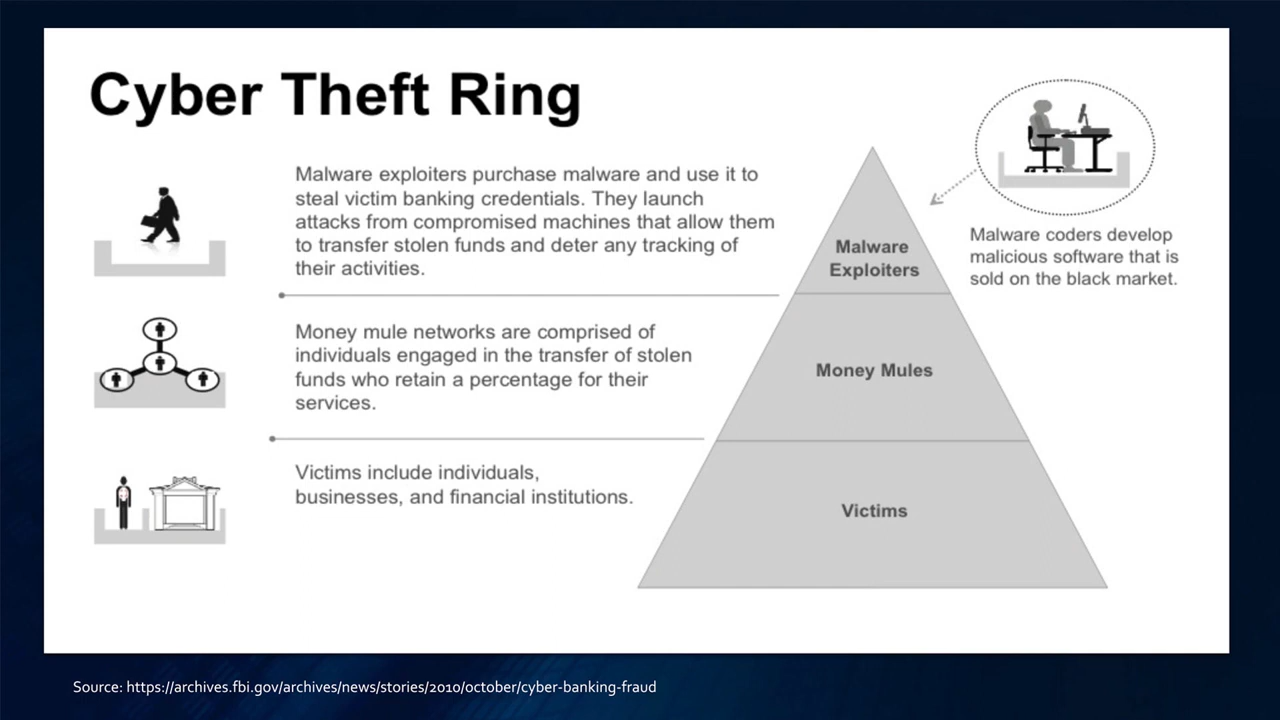 Cyber Theft Ring
Malware exploiters purchase malware and use it to
steal victim banking credentials. They launch
attacks from compromised machines that allow them
to transfer stolen funds and deter any tracking of
their activities.
Malware
Exploiters
Malware coders develop
malicious software that is
sold on the black market.
Money mule networks are comprised of
individuals engaged in the transfer of stolen
funds who retain a percentage for their
services.
Money Mules
Victims include individuals,
businesses, and financial institutions.
Victims
Source: https://archives.fbi.gov/archives/news/stories/2010/october/cyber-banking-fraud